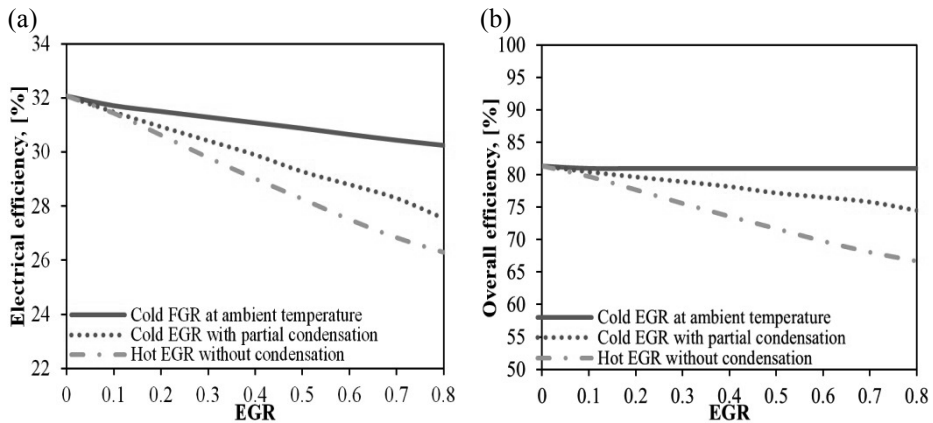 (a)
Electrical efficiency, [%]
34
32
30
28
26
24
22
Cold FGR at ambient temperature
Cold EGR with partial condensation
Hot EGR without condensation
0 0.1 0.2 0.3 0.4 0.5 0.6 0.7 0.8
EGR
(b)
Overall efficiency, [%]
100
95
90
85
80
75
70
65
60
55
50
Cold EGR at ambient temperature
Cold EGR with partial condensation
Hot EGR without condensation
0 0.1 0.2 0.3 0.4 0.5 0.6 0.7 0.8
EGR